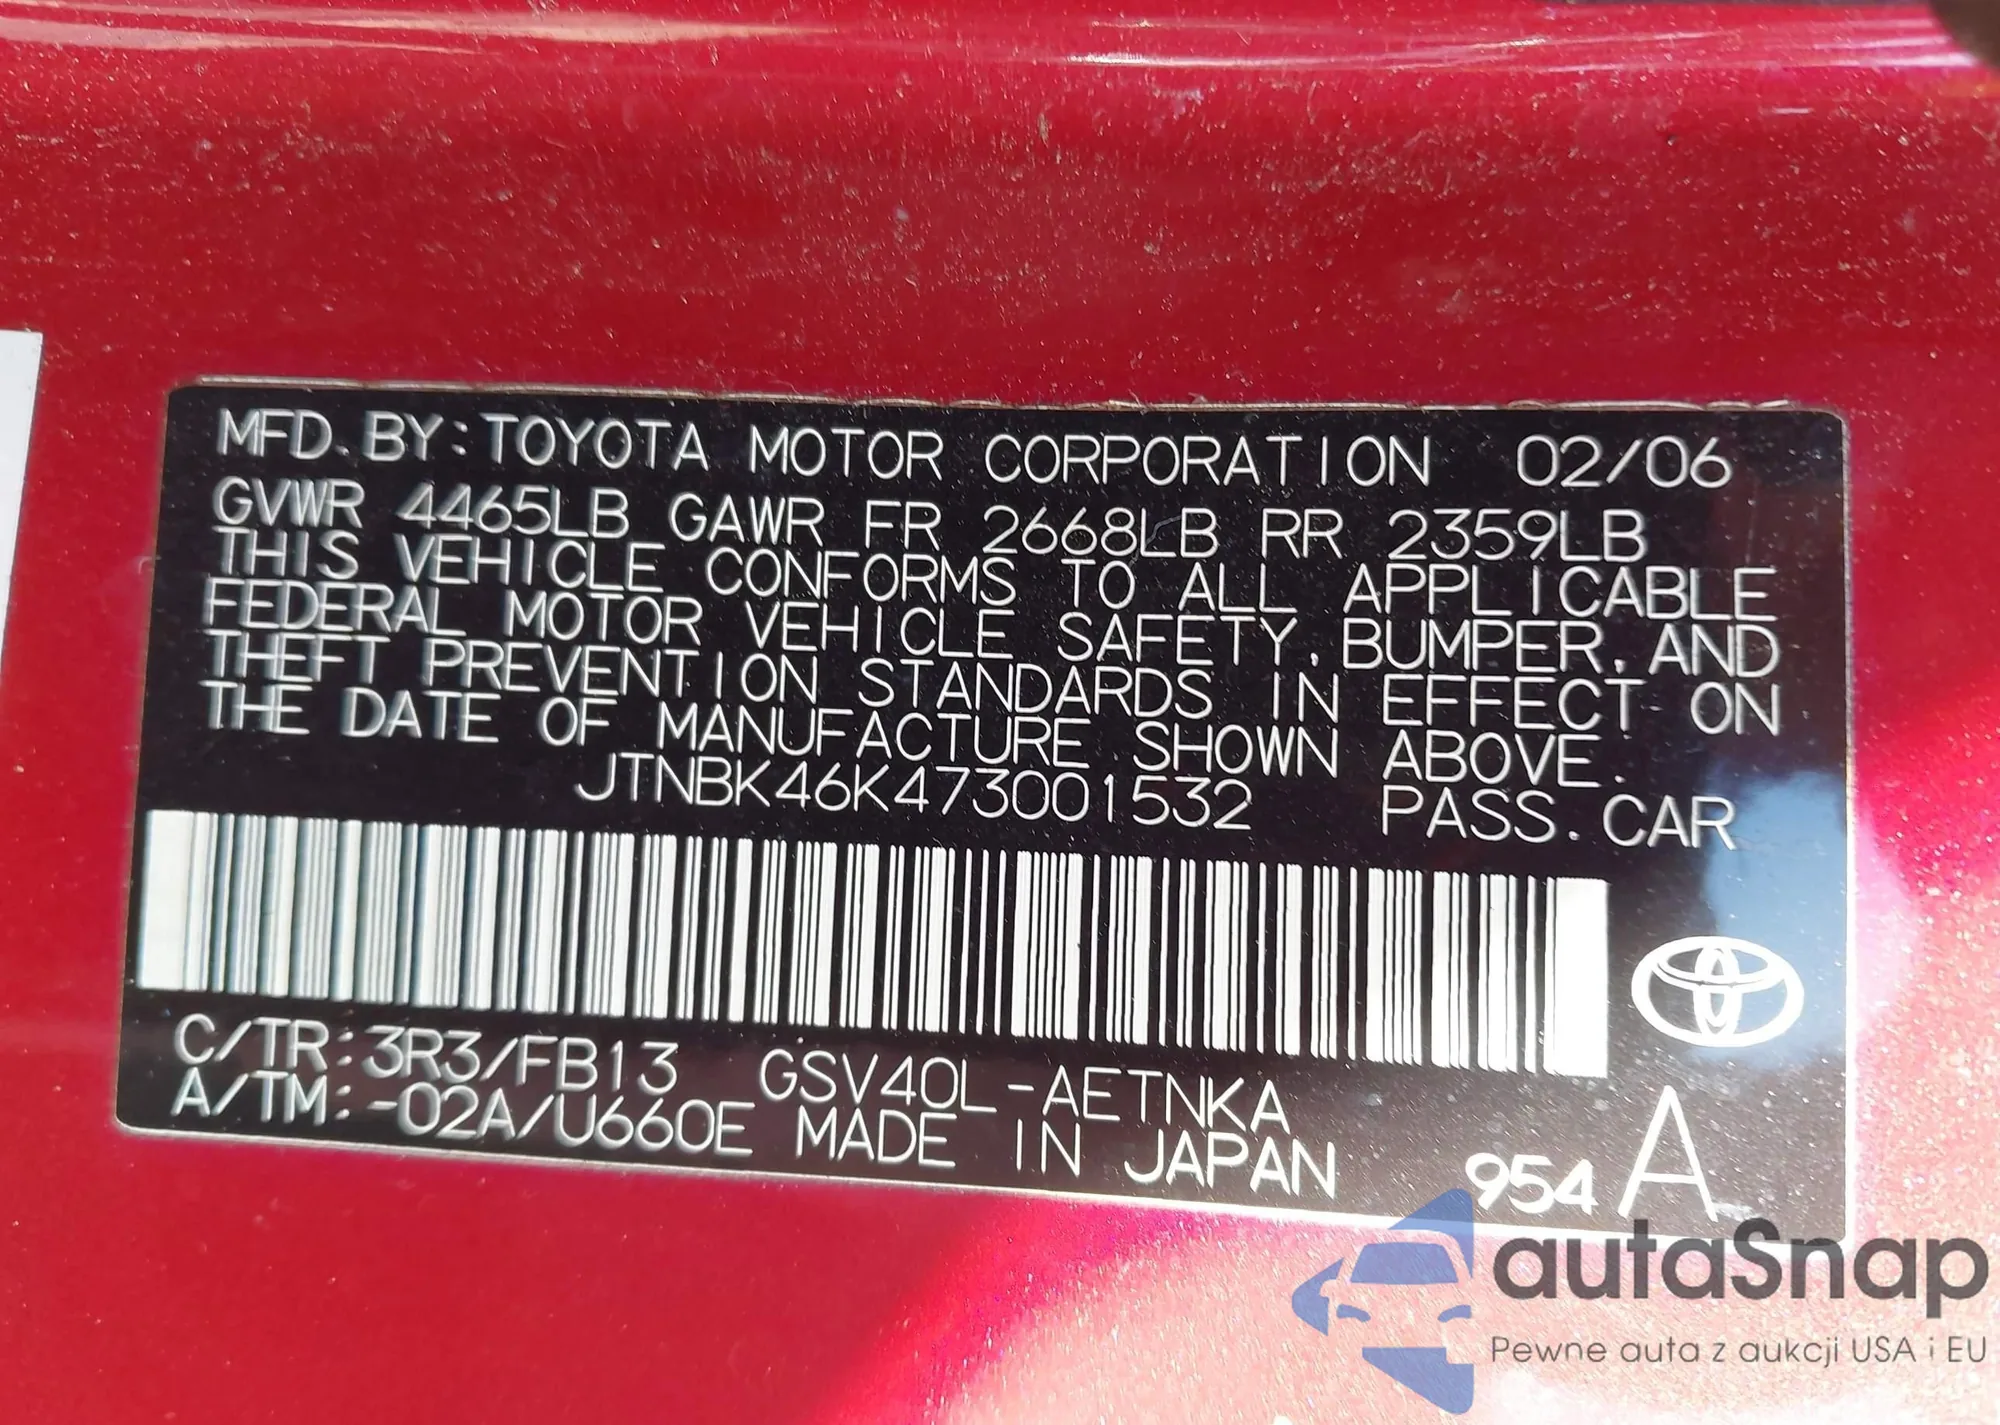 MFD. BY: TOYOTA MOTOR CORPORATION 02/06
GVWR 4465LB GAWR FR 2668LB RR 2359LB
THIS VEHICLE CONFORMS TO ALL APPLICABLE
FEDERAL MOTOR VEHICLE SAFETY, BUMPER, AND
THEFT PREVENTION STANDARDS IN EFFECT ON
THE DATE OF MANUFACTURE SHOWN ABOVE.
JTNBK46K473001532 PASS. CAR
C/TR: 3R3/FB13 GSV40L-AETNKA
A/TM: -02A/U660E MADE IN JAPAN 954 A
autaSnap
Pewne auta z aukcji USA i EU